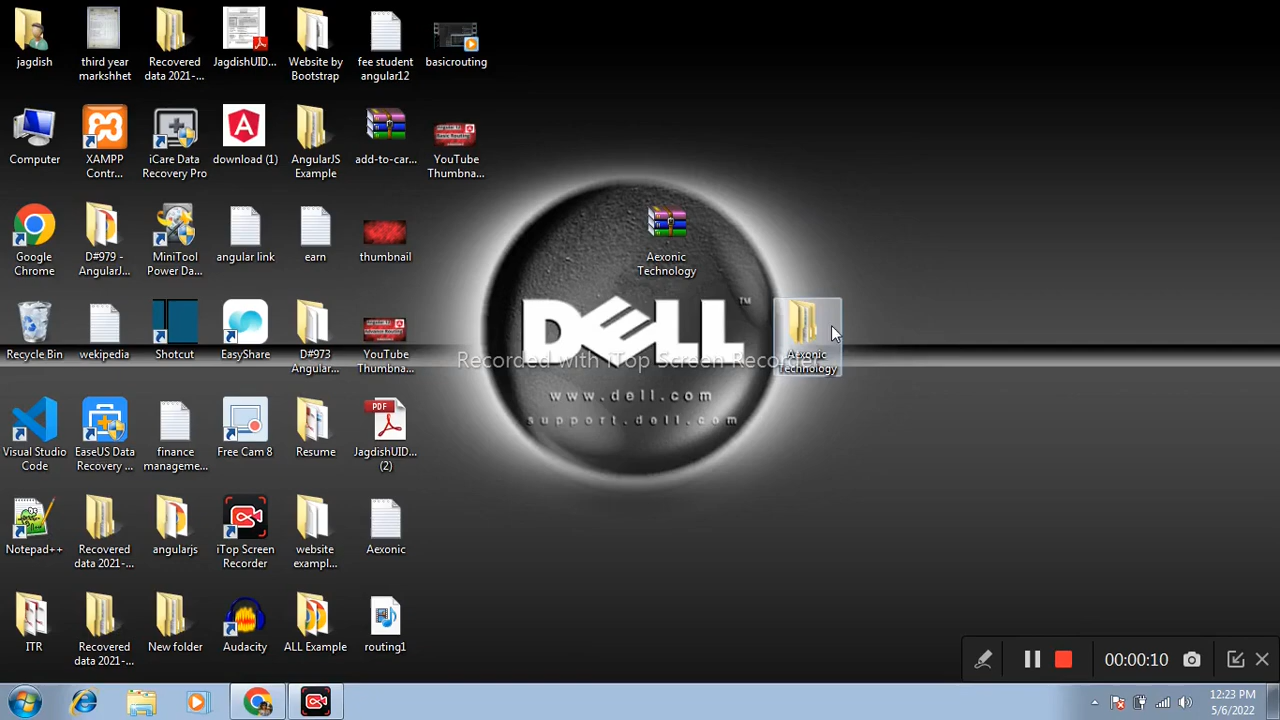 jagdish
third year
markshhet
Recovered
data 2021-...
JagdishUID...
Website by
Bootstrap
fee student
angular12
basicrouting
Computer
XAMPP
Contr...
iCare Data
Recovery Pro
download (1)
AngularJS
Example
add-to-car...
YouTube
Thumbna...
Google
Chrome
D#979 -
AngularJ...
MiniTool
Power Da...
angular link
earn
thumbnail
Aexonic
Technology
Recycle Bin
wekipedia
Shotcut
EasyShare
D#973
Angular...
YouTube
Thumbna...
DELL™
www.dell.com
support.dell.com
Recorded with iTop Screen Recor
Aexonic
Technology
Visual Studio
Code
EaseUS Data
Recovery ...
finance
manageme...
Free Cam 8
Resume
PDF
JagdishUID...
(2)
Notepad++
Recovered
data 2021-...
angularjs
iTop Screen
Recorder
website
exampl...
Aexonic
ITR
Recovered
data 2021-...
New folder
Audacity
ALL Example
routing1
00:00:10
12:23 PM
5/6/2022